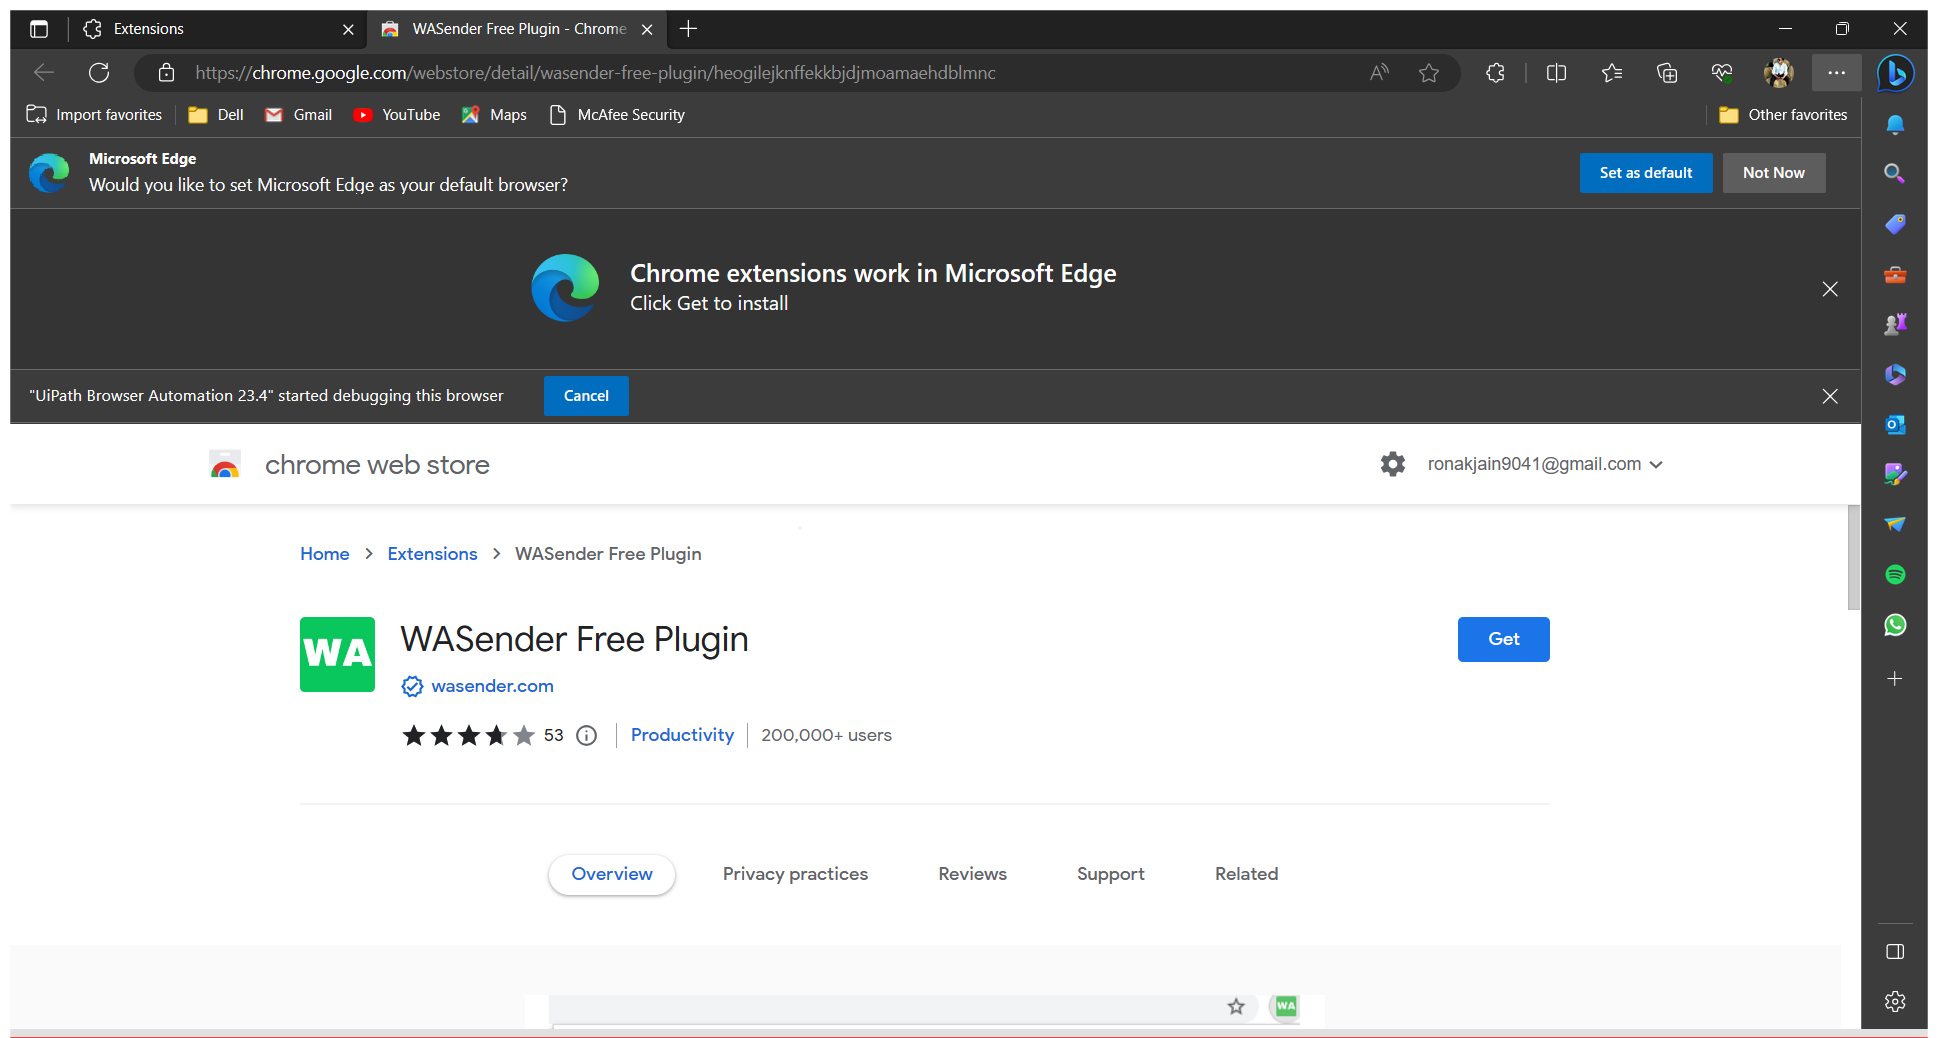 Extensions
WASender Free Plugin - Chrome
https://chrome.google.com/webstore/detail/wasender-free-plugin/heogilejknffekkbjdjmoamaehdblmnc
Import favorites
Dell
Gmail
YouTube
Maps
McAfee Security
Other favorites
Microsoft Edge
Would you like to set Microsoft Edge as your default browser?
Set as default
Not Now
Chrome extensions work in Microsoft Edge
Click Get to install
"UiPath Browser Automation 23.4" started debugging this browser
Cancel
chrome web store
ronakjain9041@gmail.com
Home > Extensions > WASender Free Plugin
WA
WASender Free Plugin
Get
wasender.com
53
Productivity
200,000+ users
Overview
Privacy practices
Reviews
Support
Related
WA